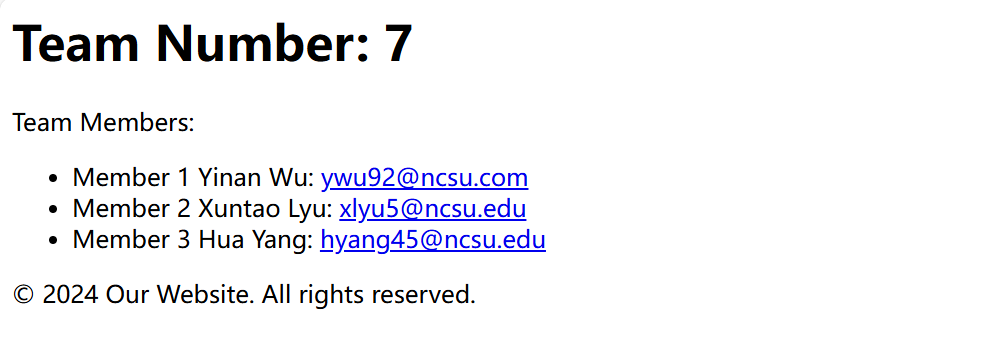 Team Number: 7
Team Members:
• Member 1 Yinan Wu: ywu92@ncsu.com
• Member 2 Xuntao Lyu: xlyu5@ncsu.edu
• Member 3 Hua Yang: hyang45@ncsu.edu
© 2024 Our Website. All rights reserved.